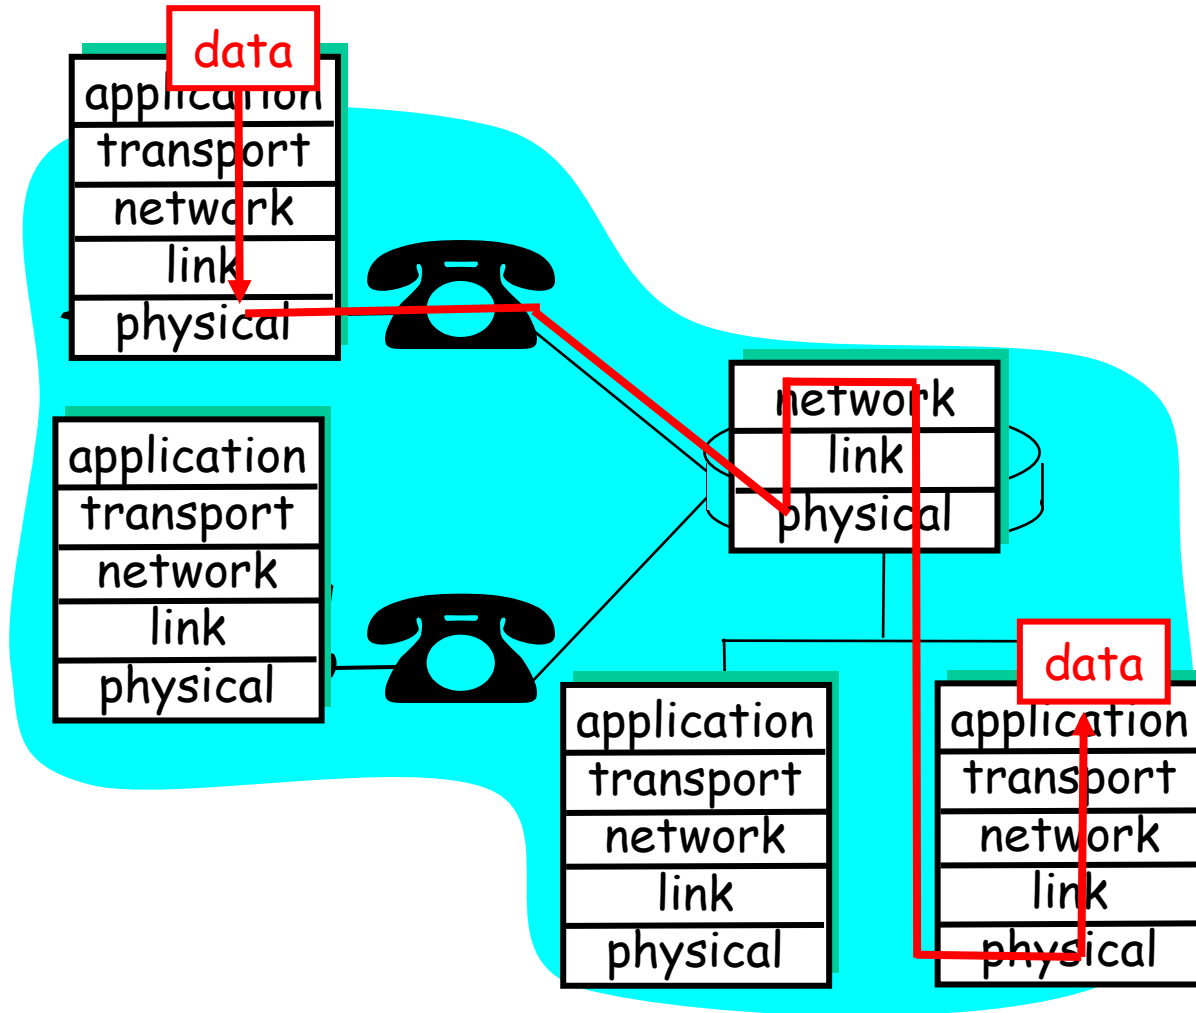 data
application
transport
network
link
physical
application
transport
network
link
physical
network
link
physical
application
transport
network
link
physical
data
application
transport
network
link
physical